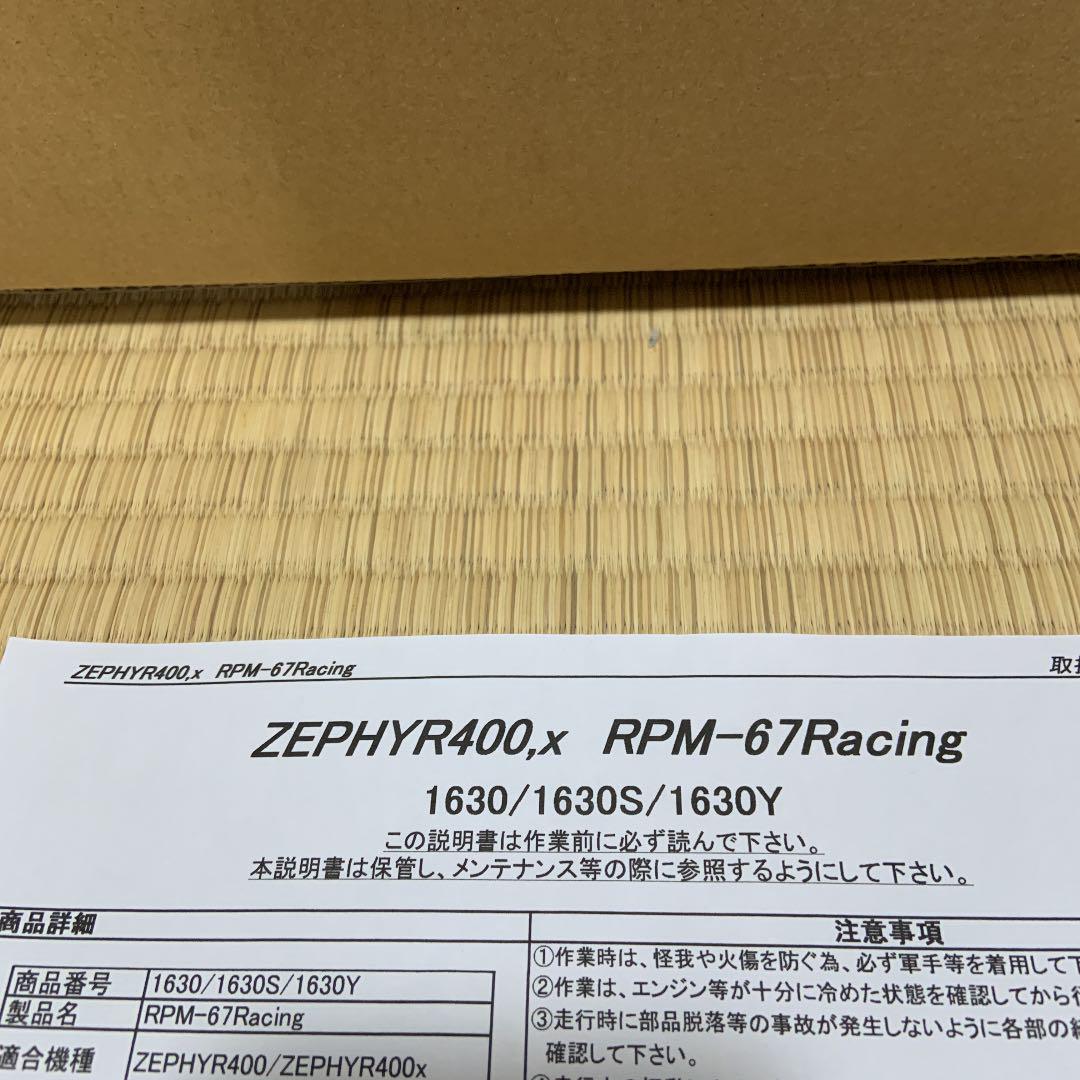 ZEPHYR400,x RPM-67Racing 取扱
ZEPHYR400,x RPM-67Racing
1630/1630S/1630Y
この説明書は作業前に必ず読んで下さい。
本説明書は保管し、メンテナンス等の際に参照するようにして下さい。
商品詳細
商品番号 1630/1630S/1630Y
製品名 RPM-67Racing
適合機種 ZEPHYR400/ZEPHYR400x
注意事項
①作業時は、怪我や火傷を防ぐ為、必ず軍手等を着用して下
②作業は、エンジン等が十分に冷めた状態を確認してから行
③走行時に部品脱落等の事故が発生しないように各部の
確認して下さい。